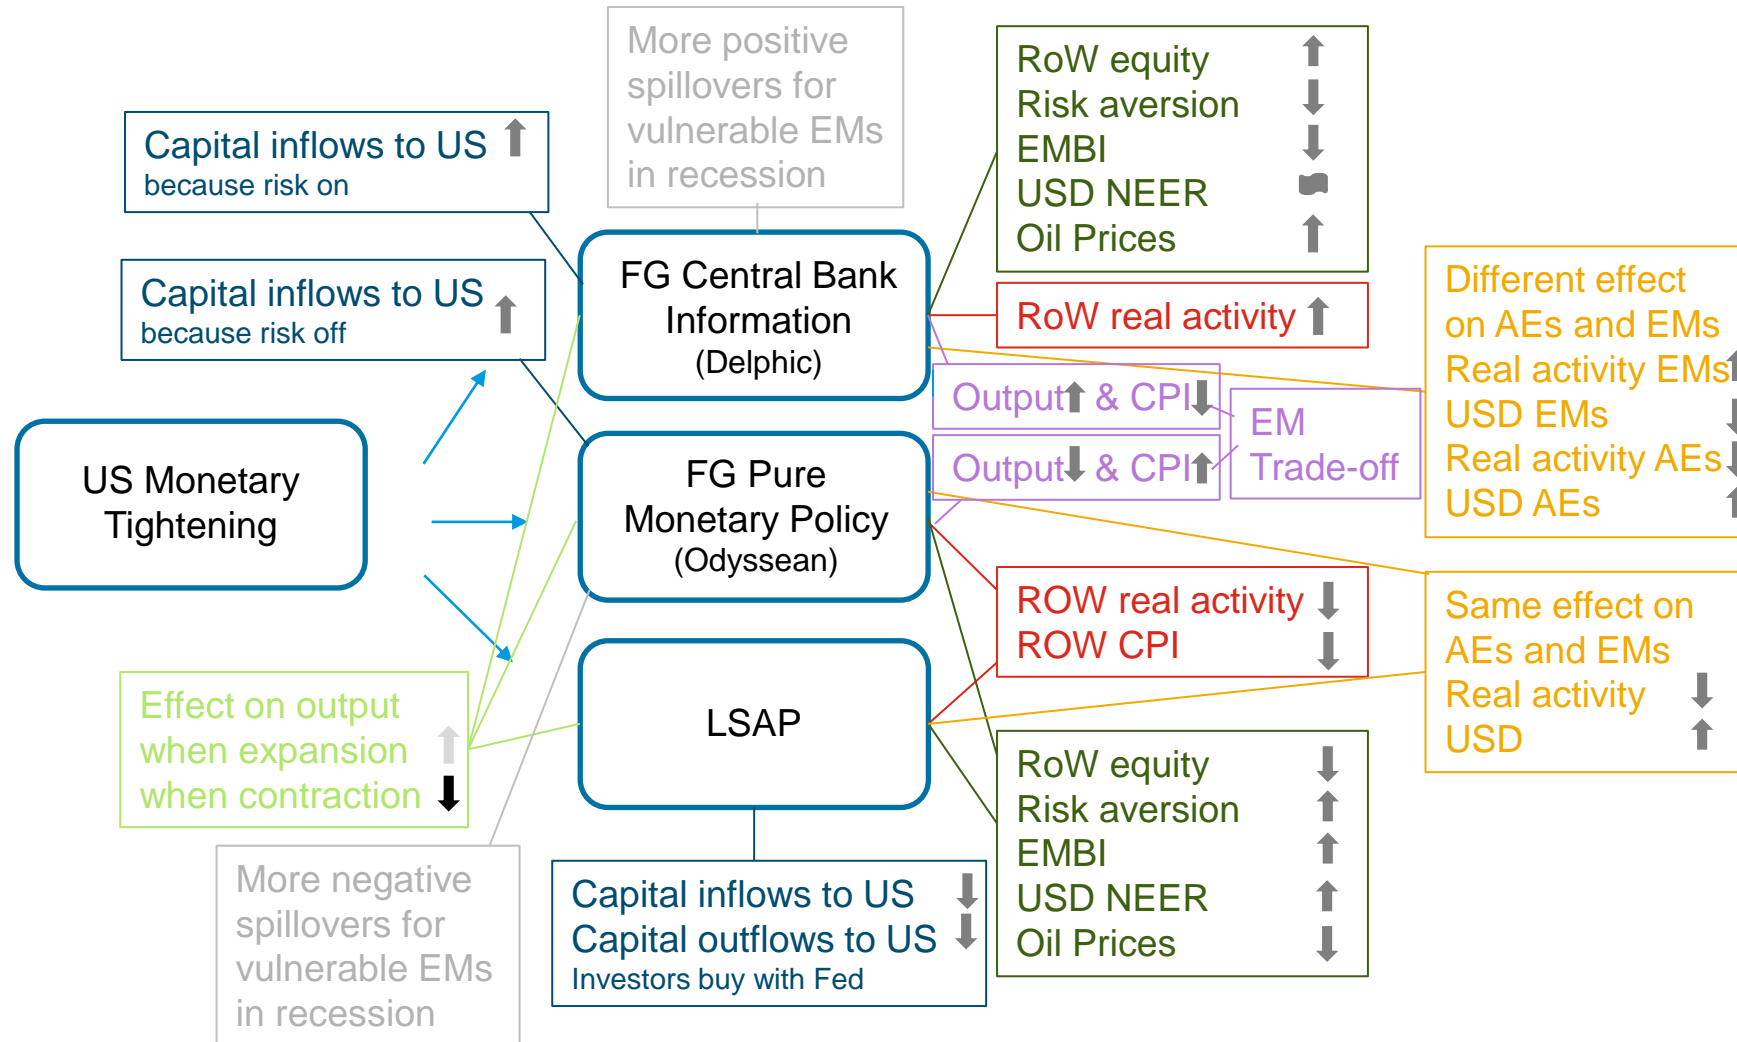 More positive
spillovers for
vulnerable EMs
in recession
RoW equity
Risk aversion
EMBI
USD NEER
Oil Prices
Capital inflows to US
because risk on
Capital inflows to US
because risk off
FG Central Bank
Information
(Delphic)
RoW real activity
Different effect
on AEs and EMs
Real activity EMs
USD EMs
Real activity AEs
USD AEs
Output & CPI
Output & CPI
EM
Trade-off
US Monetary
Tightening
FG Pure
Monetary Policy
(Odyssean)
ROW real activity
ROW CPI
Same effect on
AEs and EMs
Real activity
USD
Effect on output
when expansion
when contraction
LSAP
RoW equity
Risk aversion
EMBI
USD NEER
Oil Prices
More negative
spillovers for
vulnerable EMs
in recession
Capital inflows to US
Capital outflows to US
Investors buy with Fed